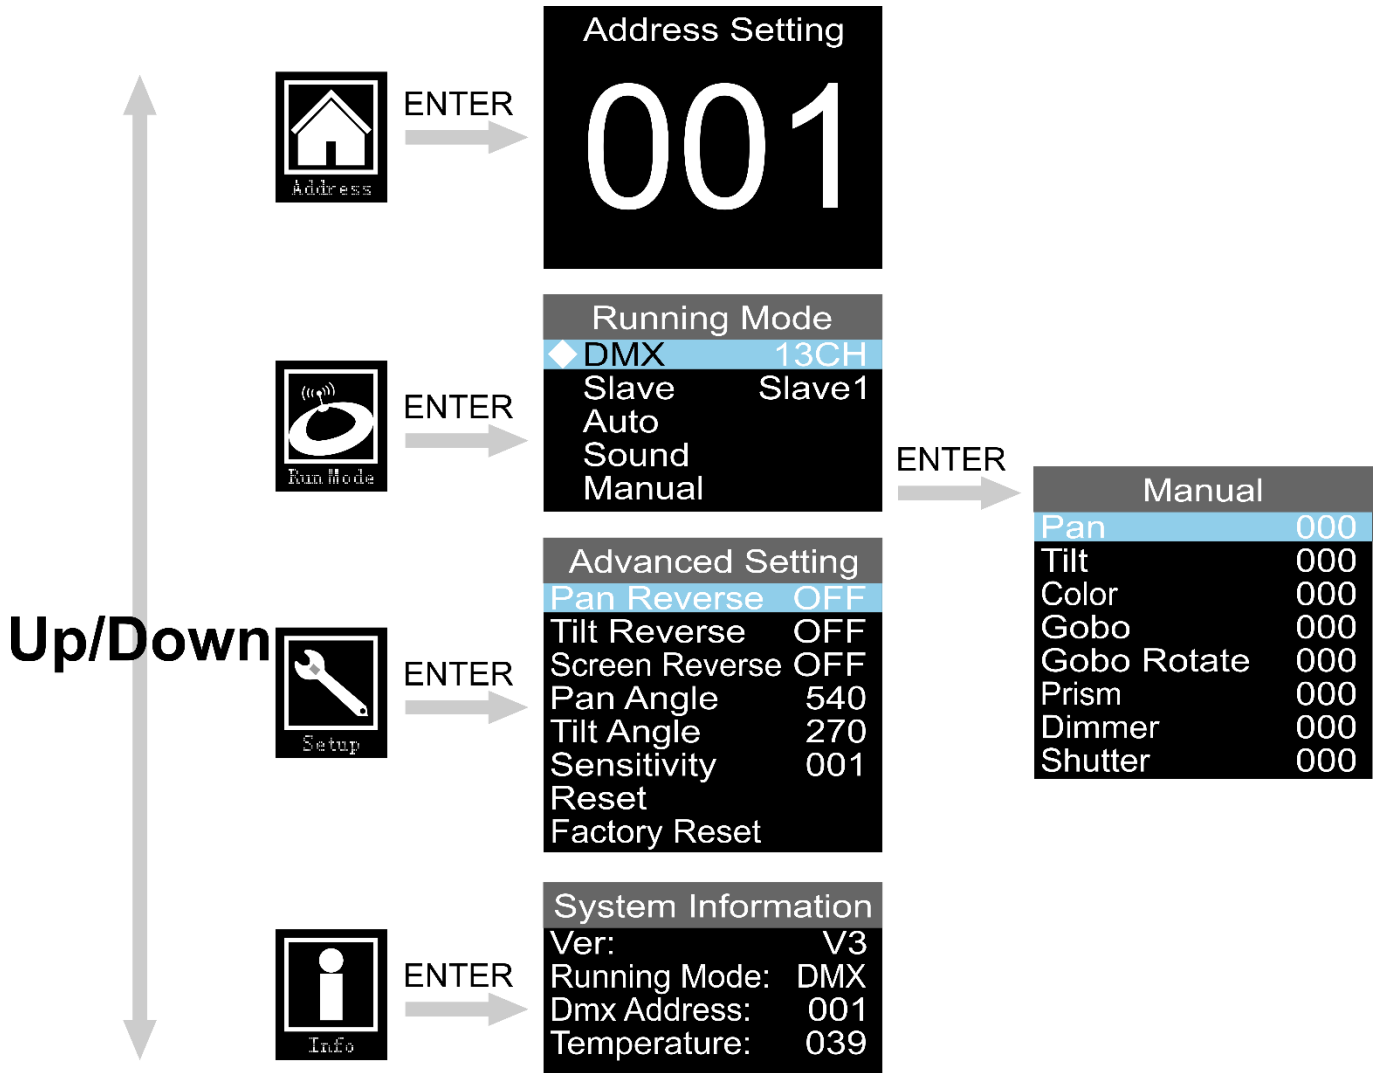 Up/Down
Address
ENTER
Address Setting
001
Run Mode
ENTER
Running Mode
DMX 13CH
Slave Slave1
Auto
Sound
Manual
ENTER
Manual
Pan 000
Tilt 000
Color 000
Gobo 000
Gobo Rotate 000
Prism 000
Dimmer 000
Shutter 000
Setup
ENTER
Advanced Setting
Pan Reverse OFF
Tilt Reverse OFF
Screen Reverse OFF
Pan Angle 540
Tilt Angle 270
Sensitivity 001
Reset
Factory Reset
Info
ENTER
System Information
Ver: V3
Running Mode: DMX
Dmx Address: 001
Temperature: 039